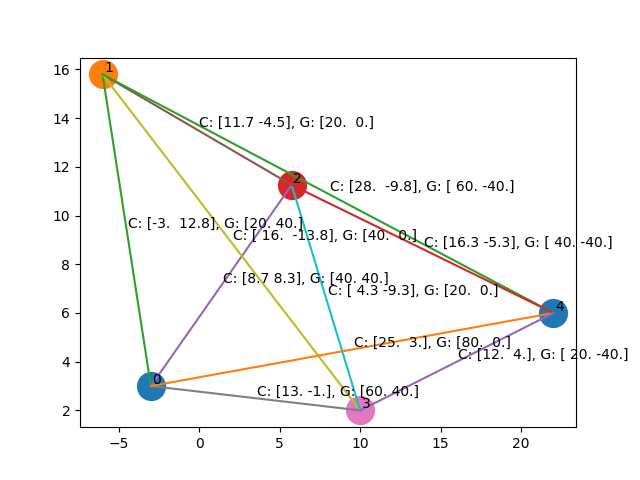 16
1
14
C: [11.7 -4.5], G: [20.  0.]
12
2
C: [28.  -9.8], G: [ 60. -40.]
10
C: [-3.  12.8], G: [20. 40.]
C: [ 16.  -13.8], G: [40.  0.]
C: [16.3 -5.3], G: [ 40. -40.]
8
C: [8.7 8.3], G: [40. 40.]
C: [ 4.3 -9.3], G: [20.  0.]
6
4
C: [25.  3.], G: [80.  0.]
C: [12.  4.], G: [ 20. -40.]
4
0
C: [13. -1.], G: [60. 40.]
2
3
−5
0
5
10
15
20